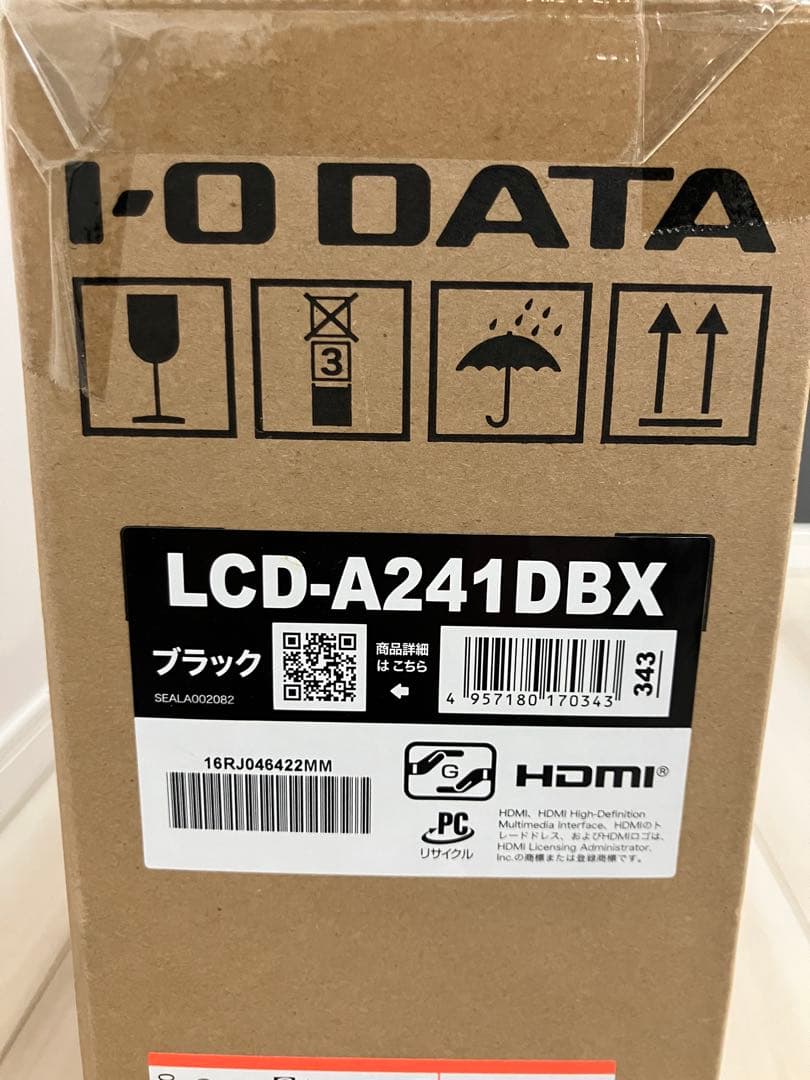 I-O DATA
3
LCD-A241DBX
ブラック
商品詳細
は こちら
SEALA002082
4 957180 170343
343
16RJ046422MM
G
HDMI®
PC
リサイクル
HDMI、HDMI High-Definition
Multimedia Interface、HDMIのト
レードドレス、およびHDMIロゴは、
HDMI Licensing Administrator,
Inc.の商標または登録商標です。